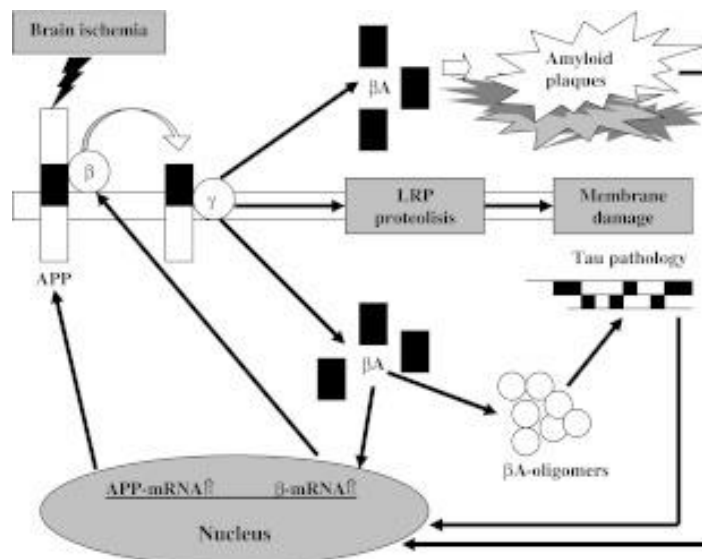 Brain ischemia
βA
Amyloid
plaques
β
γ
LRP
proteolisis
Membrane
damage
APP
Tau pathology
βA
βA-oligomers
APP-mRNA⇑
β-mRNA⇑
Nucleus